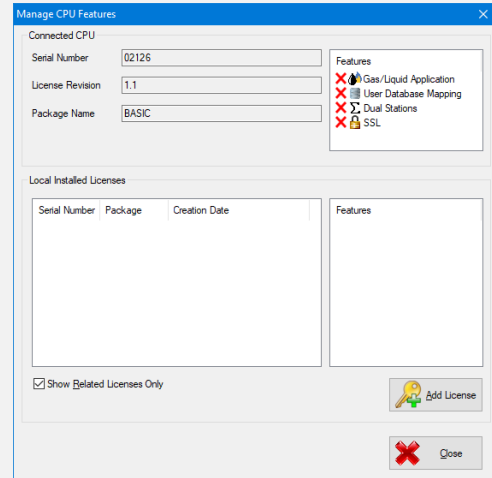 Manage CPU Features
Connected CPU
Serial Number 02126
License Revision 1.1
Package Name BASIC
Features
Gas/Liquid Application
User Database Mapping
Dual Stations
SSL
Local Installed Licenses
Serial Number Package Creation Date
Features
Show Related Licenses Only
Add License
Close